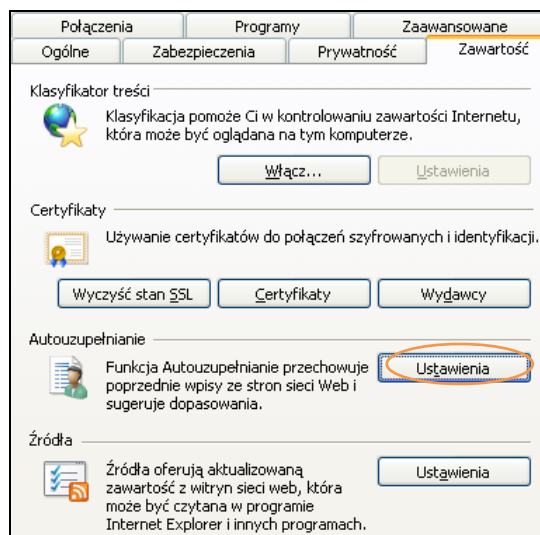 Połączenia Programy Zaawansowane
Ogólne Zabezpieczenia Prywatność Zawartość
Klasyfikator treści
Klasyfikacja pomoże Ci w kontrolowaniu zawartości Internetu,
która może być oglądana na tym komputerze.
Włącz... Ustawienia
Certyfikaty
Używanie certyfikatów do połączeń szyfrowanych i identyfikacji.
Wyczyść stan SSL Certyfikaty Wydawcy
Autouzupełnianie
Funkcja Autouzupełnianie przechowuje
poprzednie wpisy ze stron sieci Web i
sugeruje dopasowania.
Ustawienia
Źródła
Źródła oferują aktualizowaną
zawartość z witryn sieci web, która
może być czytana w programie
Internet Explorer i innych programach.
Ustawienia